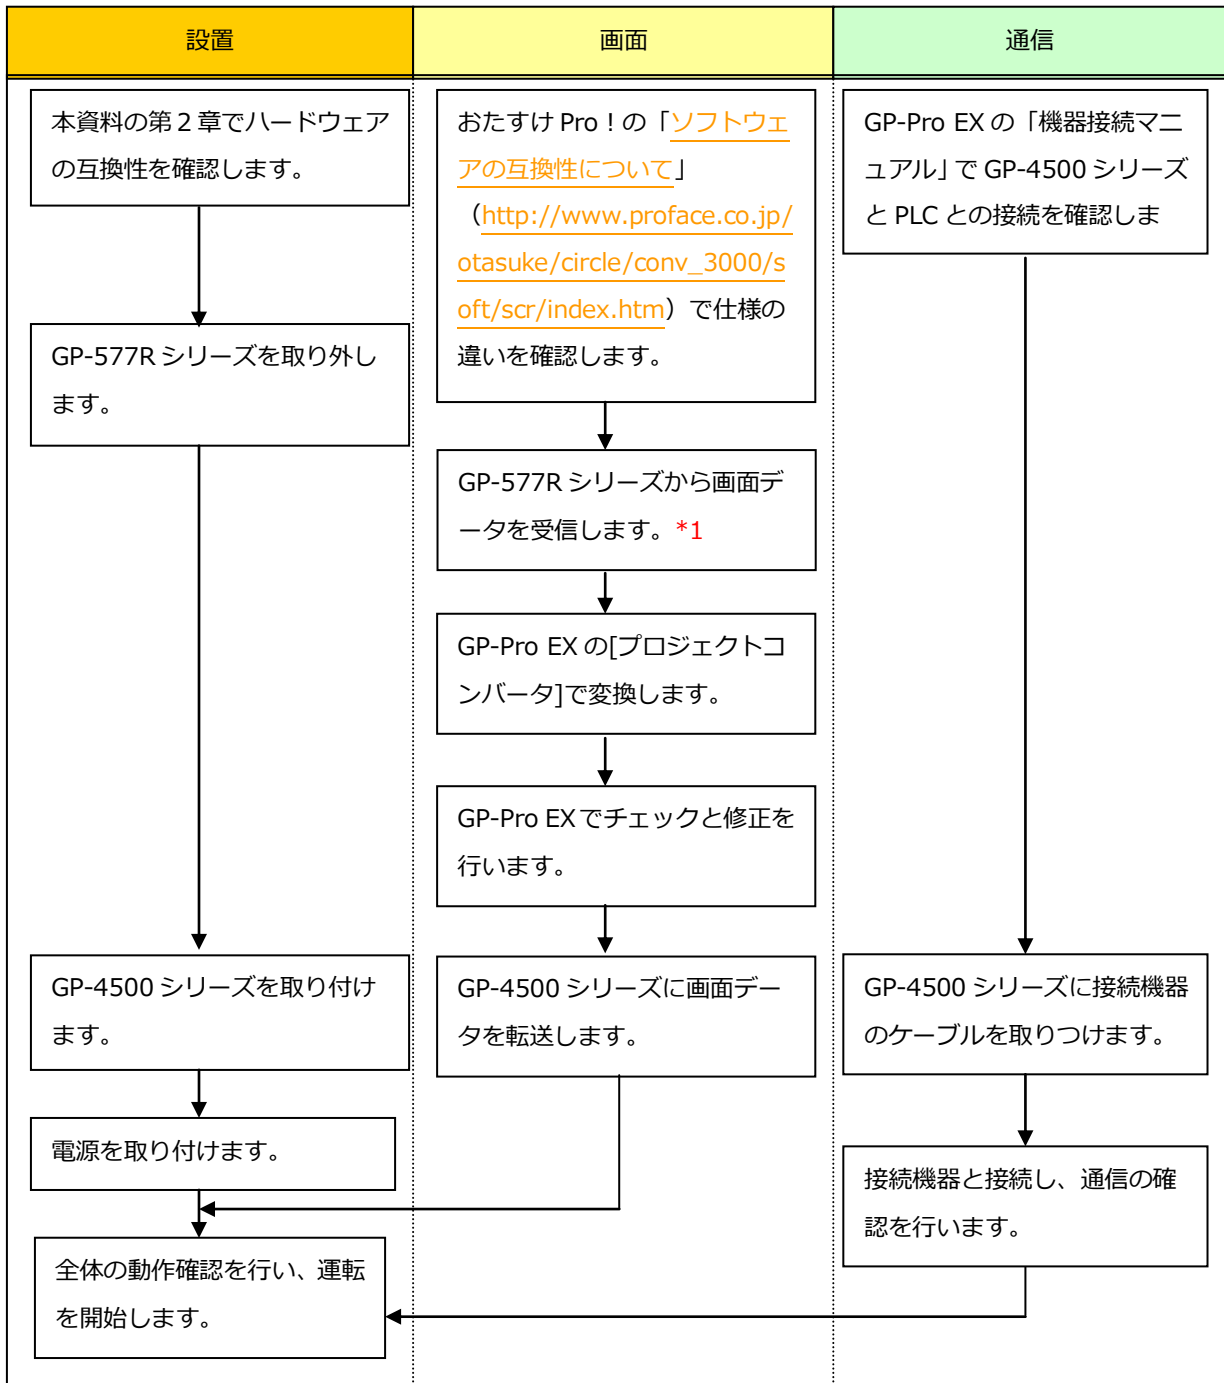 設置
画面
通信
本資料の第２章でハードウェア
の互換性を確認します。
GP-577R シリーズを取り外し
ます。
GP-4500 シリーズを取り付け
ます。
電源を取り付けます。
全体の動作確認を行い、運転
を開始します。
おたすけ Pro！の「ソフトウェ
アの互換性について」
（http://www.proface.co.jp/
otasuke/circle/conv_3000/s
oft/scr/index.htm）で仕様の
違いを確認します。
GP-577R シリーズから画面デ
ータを受信します。*1
GP-Pro EX の[プロジェクトコ
ンバータ]で変換します。
GP-Pro EX でチェックと修正を
行います。
GP-4500 シリーズに画面デー
タを転送します。
GP-Pro EX の「機器接続マニ
ュアル」で GP-4500 シリーズ
と PLC との接続を確認しま
GP-4500 シリーズに接続機器
のケーブルを取りつけます。
接続機器と接続し、通信の確
認を行います。